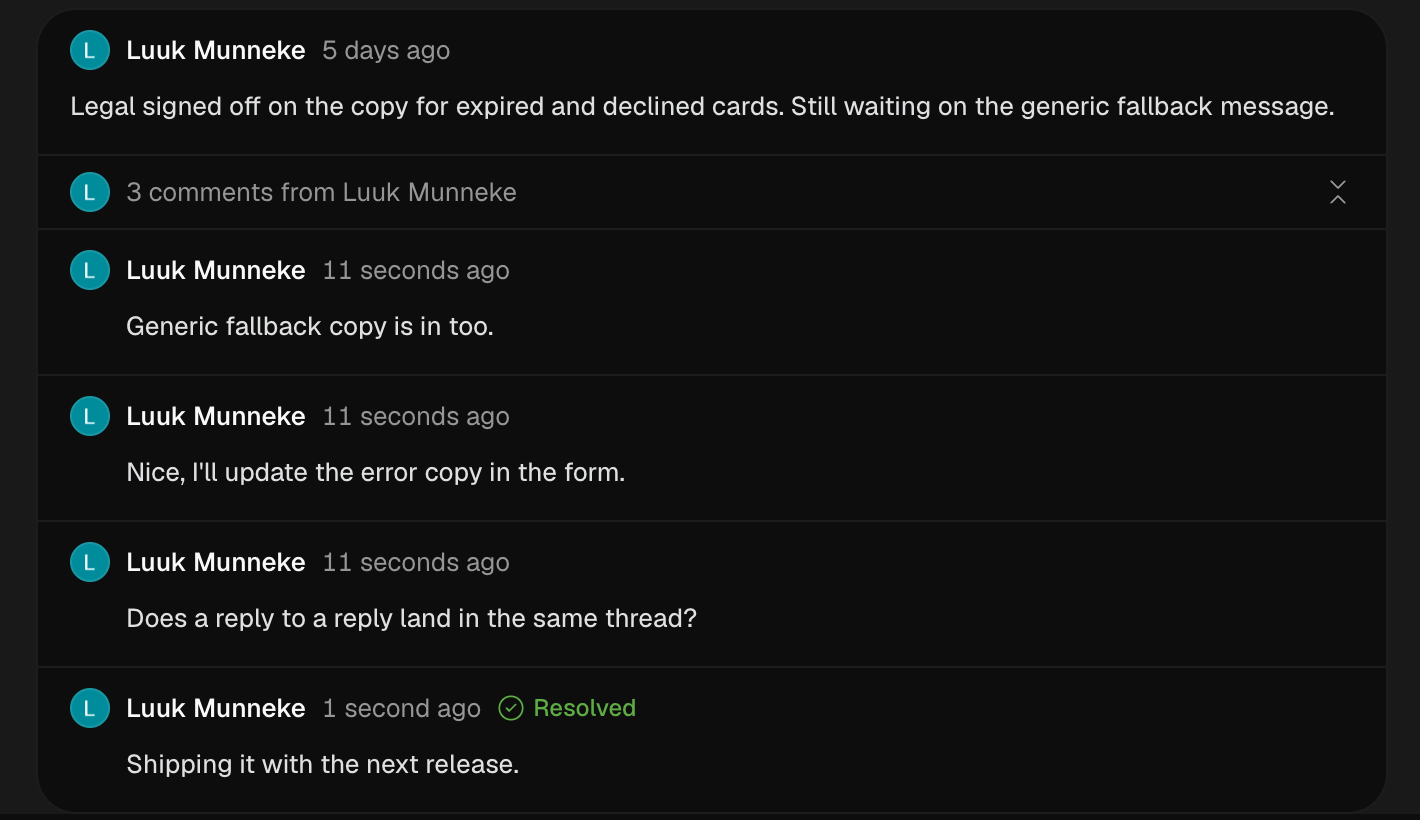 L Luuk Munneke 5 days ago
Legal signed off on the copy for expired and declined cards. Still waiting on the generic fallback message.
L 3 comments from Luuk Munneke
L Luuk Munneke 11 seconds ago
Generic fallback copy is in too.
L Luuk Munneke 11 seconds ago
Nice, I'll update the error copy in the form.
L Luuk Munneke 11 seconds ago
Does a reply to a reply land in the same thread?
L Luuk Munneke 1 second ago Resolved
Shipping it with the next release.